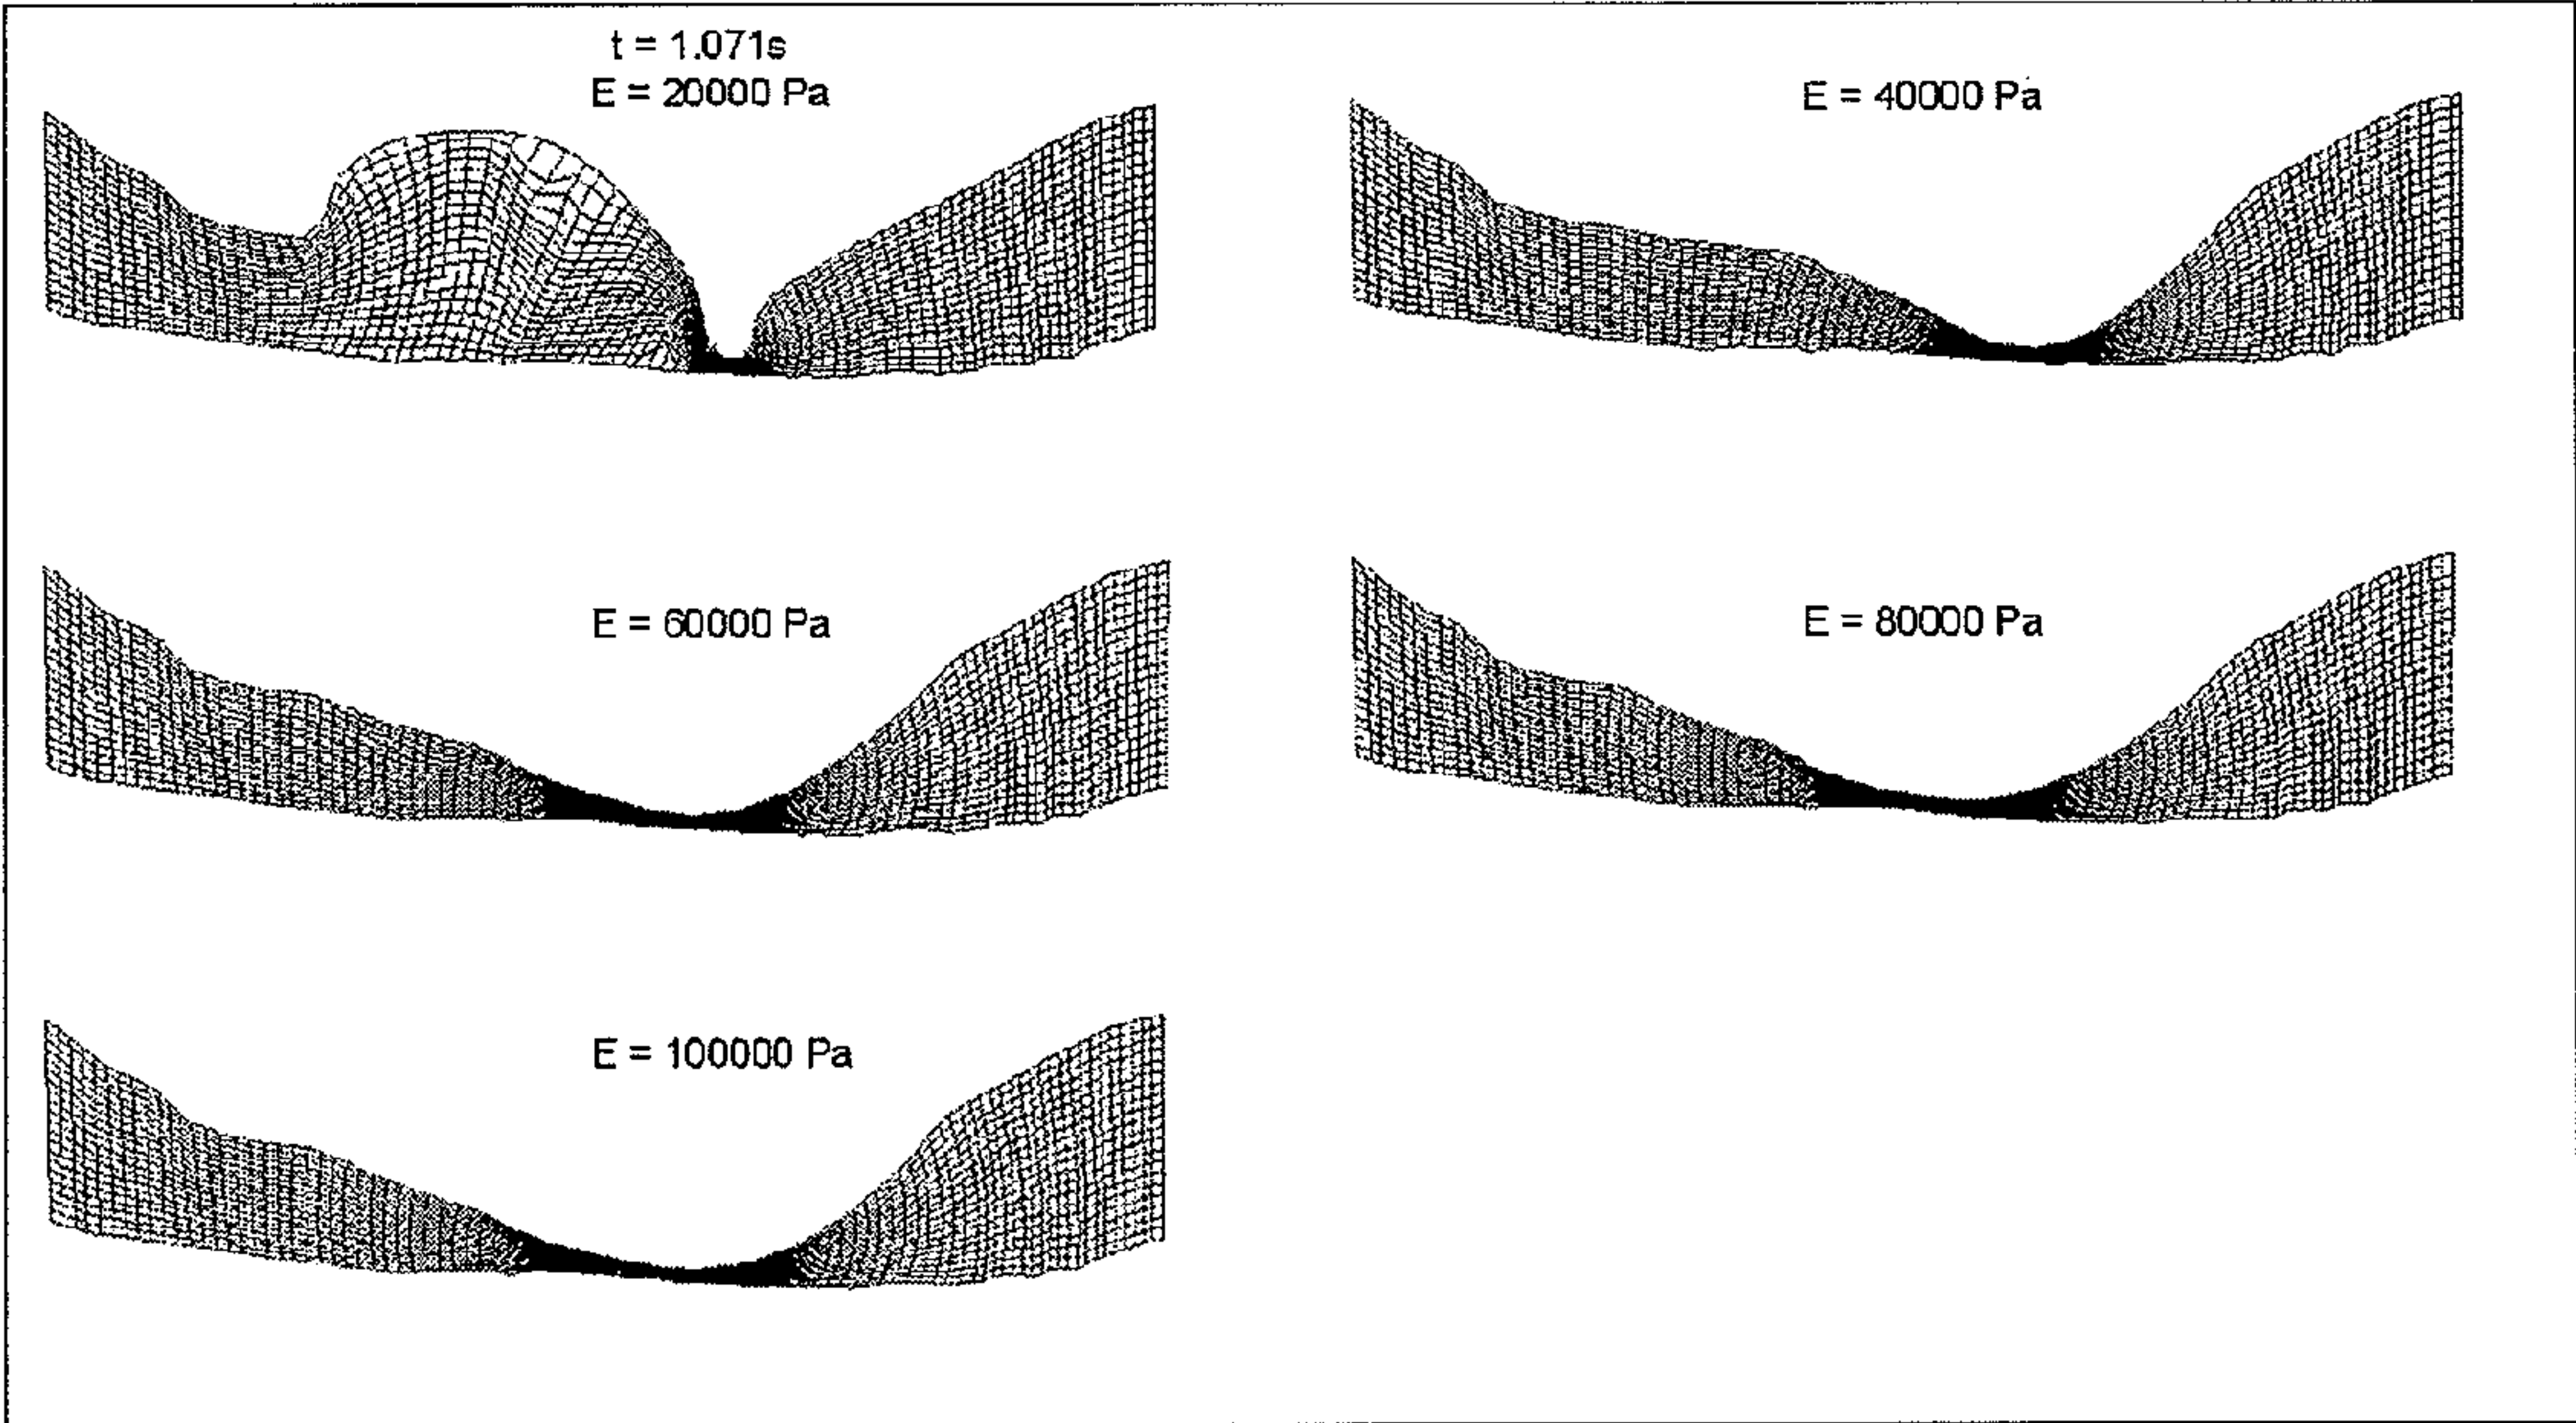 t = 1.071s
E = 20000 Pa
E = 40000 Pa
E = 60000 Pa
E = 80000 Pa
E = 100000 Pa